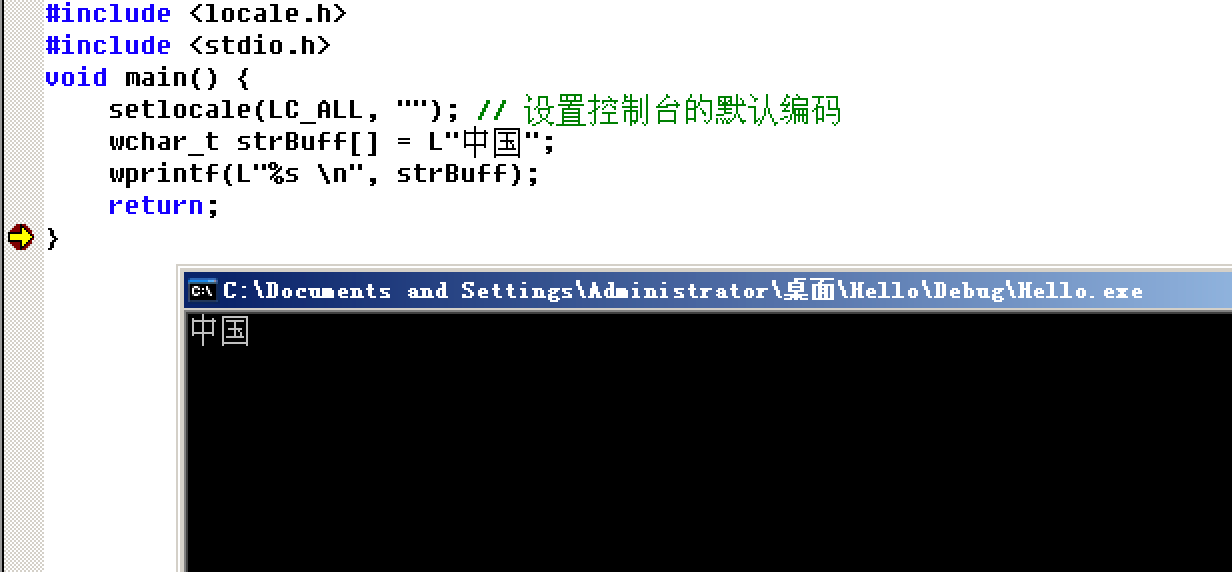 #include <locale.h>
#include <stdio.h>
void main() {
    setlocale(LC_ALL, ""); // 设置控制台的默认编码
    wchar_t strBuff[] = L"中国";
    wprintf(L"%s \n", strBuff);
    return;
}
C:\Documents and Settings\Administrator\桌面\Hello\Debug\Hello.exe
中国